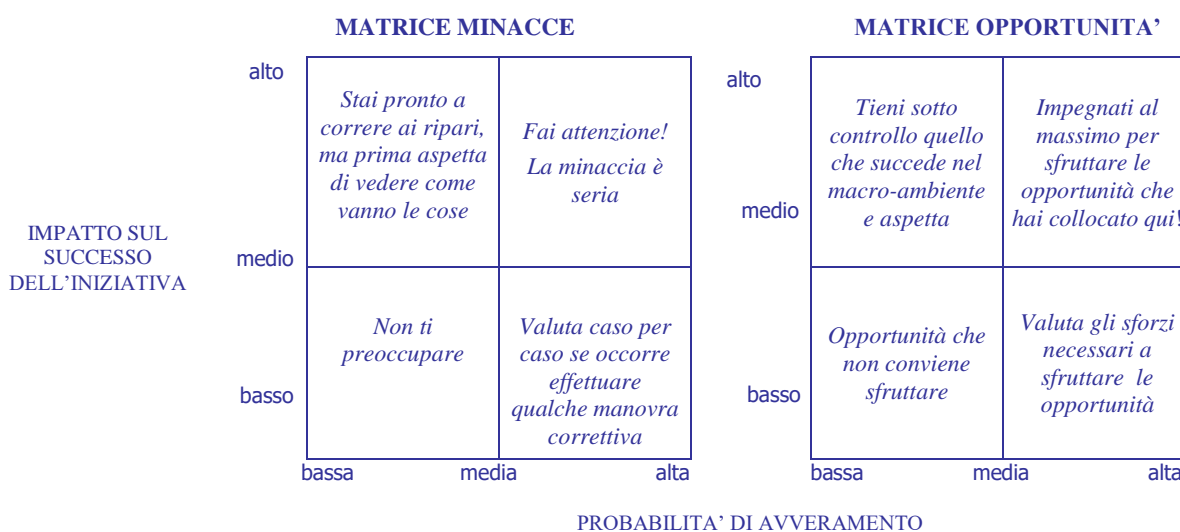 MATRICE MINACCE
MATRICE OPPORTUNITA’
alto
Stai pronto a
correre ai ripari,
ma prima aspetta
di vedere come
vanno le cose
Fai attenzione!
La minaccia è
seria
alto
Tieni sotto
controllo quello
che succede nel
macro-ambiente
e aspetta
Impegnati al
massimo per
sfruttare le
opportunità che
hai collocato qui!
IMPATTO SUL
SUCCESSO
DELL’INIZIATIVA
medio
medio
Non ti
preoccupare
Valuta caso per
caso se occorre
effettuare
qualche manovra
correttiva
Opportunità che
non conviene
sfruttare
Valuta gli sforzi
necessari a
sfruttare le
opportunità
basso
basso
bassa
media
alta
bassa
media
alta
PROBABILITA’ DI AVVERAMENTO